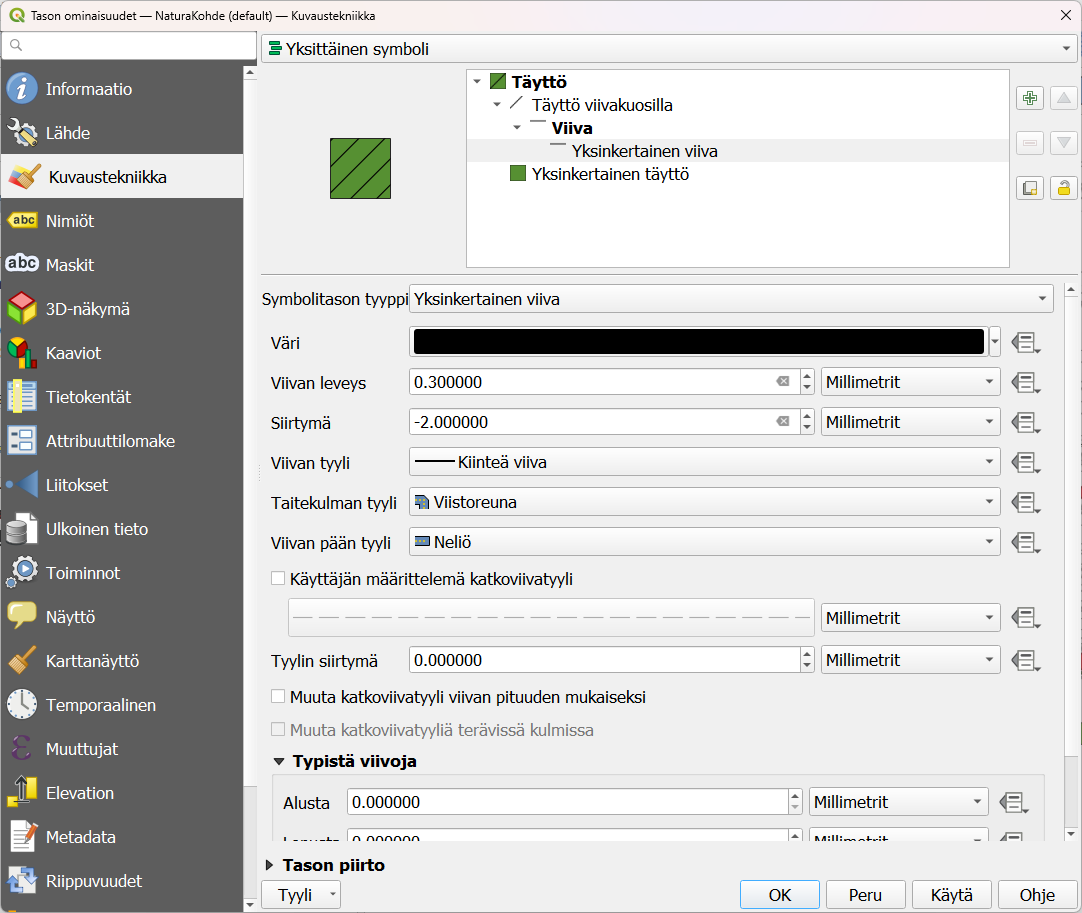 Tason ominaisuudet — NaturaKohde (default) — Kuvaustekniikka
Yksittäinen symboli
Informaatio
Lähde
Kuvaustekniikka
abc Nimiöt
abc Maskit
3D-näkymä
Kaaviot
Tietokentät
Attribuuttilomake
Liitokset
Ulkoinen tieto
Toiminnot
Näyttö
Karttanäyttö
Temporaalinen
ε Muuttujat
Elevation
Metadata
Riippuvuudet
Täyttö
Täyttö viivakuosilla
Viiva
Yksinkertainen viiva
Yksinkertainen täyttö
Symbolitason tyyppi Yksinkertainen viiva
Väri
Viivan leveys 0.300000 Millimetrit
Siirtymä -2.000000 Millimetrit
Viivan tyyli Kiinteä viiva
Taitekulman tyyli Viistoreuna
Viivan pään tyyli Neliö
Käyttäjän määrittelemä katkoviivatyyli
Millimetrit
Tyylin siirtymä 0.000000 Millimetrit
Muuta katkoviivatyyli viivan pituuden mukaiseksi
Muuta katkoviivatyyliä terävissä kulmissa
Typistä viivoja
Alusta 0.000000 Millimetrit
Lopusta 0.000000 Millimetrit
Tason piirto
Tyyli OK Peru Käytä Ohje